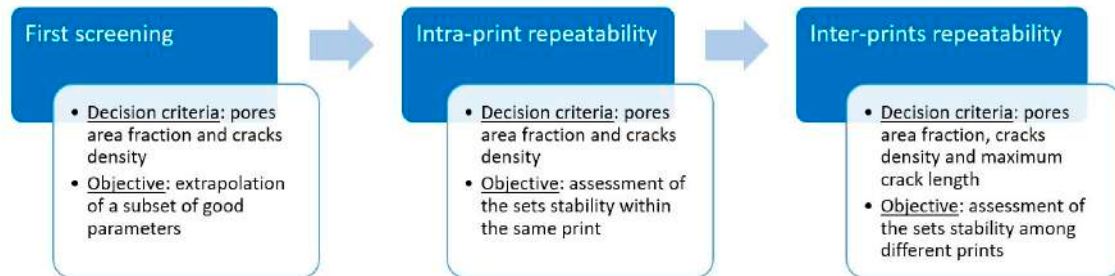 First screening
• Decision criteria: pores
area fraction and cracks
density
• Objective: extrapolation
of a subset of good
parameters
Intra-print repeatability
• Decision criteria: pores
area fraction and cracks
density
• Objective: assessment of
the sets stability within
the same print
Inter-prints repeatability
• Decision criteria: pores
area fraction, cracks
density and maximum
crack length
• Objective: assessment of
the sets stability among
different prints